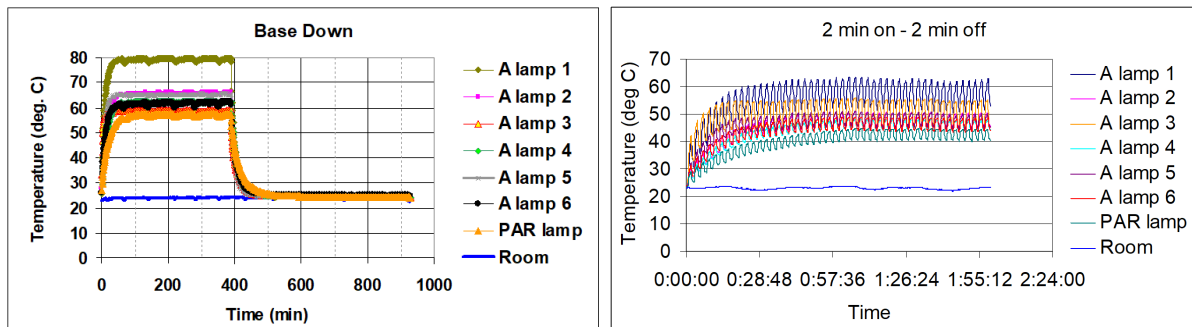 Base Down
Temperature (deg. C)
80
70
60
50
40
30
20
10
0
0 200 400 600 800 1000
Time (min)
A lamp 1
A lamp 2
A lamp 3
A lamp 4
A lamp 5
A lamp 6
PAR lamp
Room
2 min on - 2 min off
Temperature (deg C)
70
60
50
40
30
20
10
0
0:00:00 0:28:48 0:57:36 1:26:24 1:55:12 2:24:00
Time
A lamp 1
A lamp 2
A lamp 3
A lamp 4
A lamp 5
A lamp 6
PAR lamp
Room